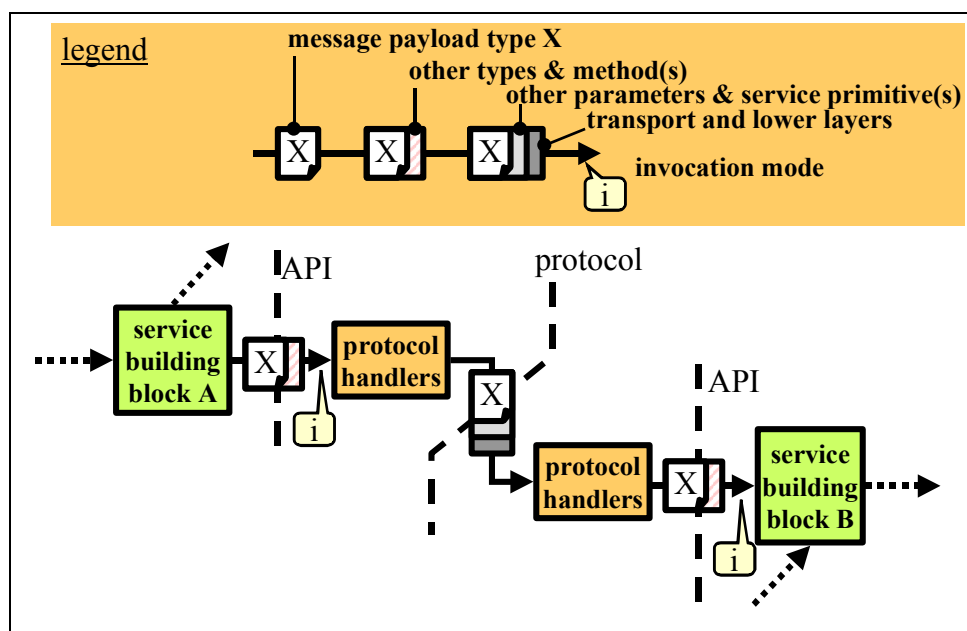 legend
message payload type X
other types & method(s)
other parameters & service primitive(s)
transport and lower layers
X
X
X
invocation mode
i
API
protocol
service
building
block A
X
i
protocol
handlers
X
API
protocol
handlers
X
i
service
building
block B